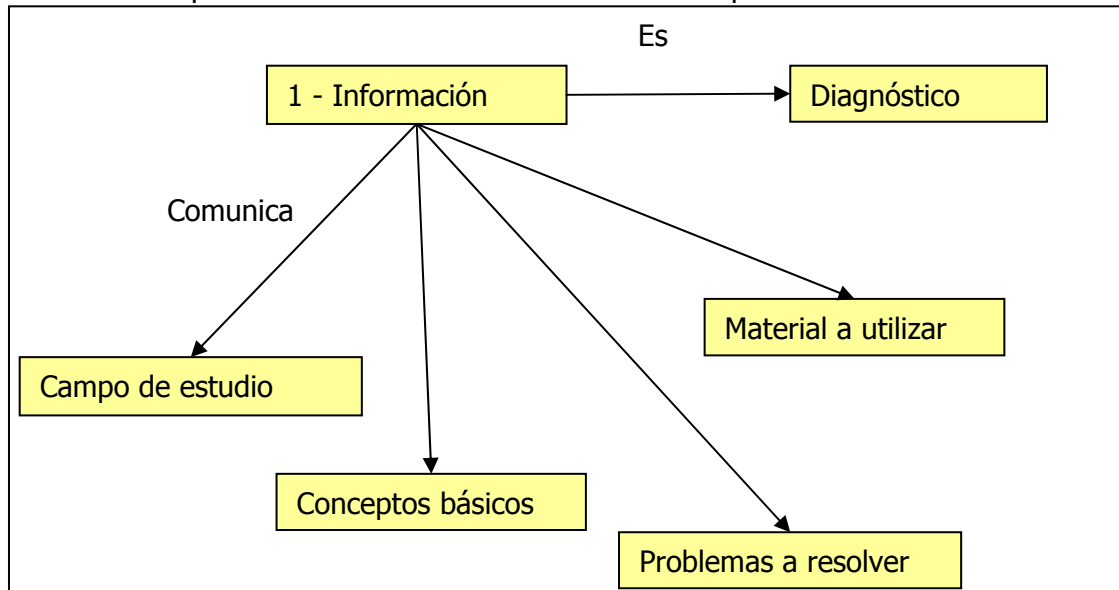 Es
1 - Información
Diagnóstico
Comunica
Material a utilizar
Campo de estudio
Conceptos básicos
Problemas a resolver